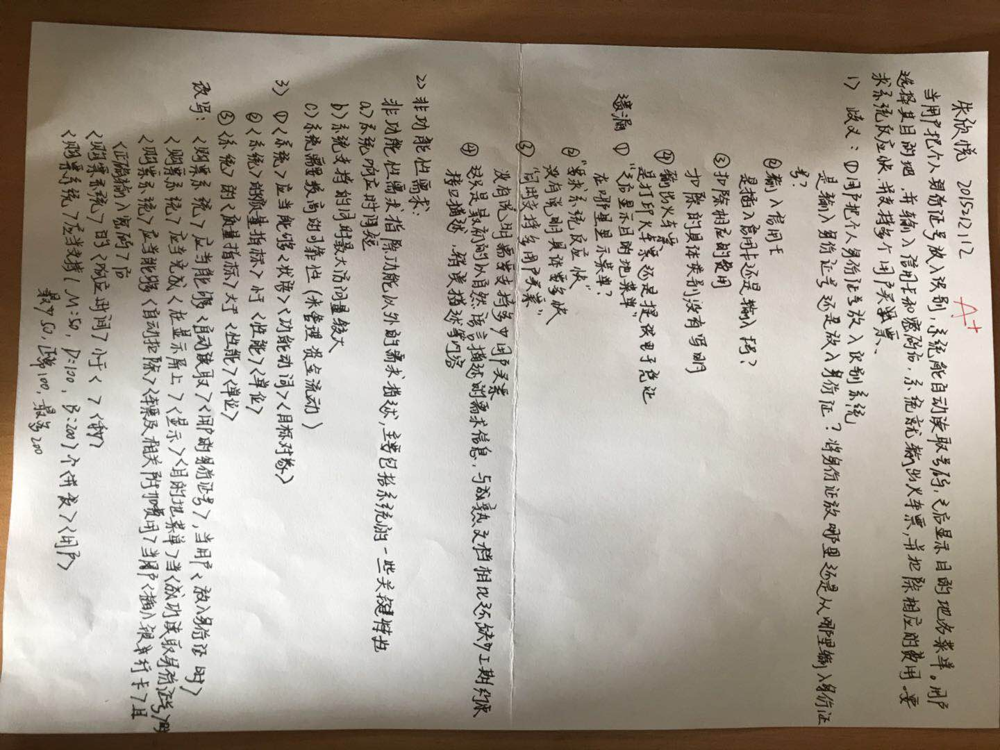 朱欣悦 2015212112
A+
当用户把个人身份证号放入识别,系统能自动读取号码,之后显示目的地的菜单。用户
选择其目的地,并输入信用卡和密码后,系统就输出火车票,并扣除相应的费用。要
求系统反应快,并支持多个用户买票。
1) 歧义:①用户把个人身份证号放入识别系统
是输入身份证号还是放入身份证?将身份证放哪里还是从哪里输入身份证
号?
②输入信用卡
是插入信用卡还是输入卡号?
③扣除相应的费用
扣除的具体类别没有写明
④输出火车票
是打印火车票还是提供电子凭证
遗漏 ①"之后显示目的地菜单"
在哪里显示菜单?
②"要求系统反应快"
没有说明具体需多快
③"同时支持多用户买票"
没有说明需要支持多少用户买票
④这只是最初的以自然语言描述的需求信息,与成熟文档相比还缺少工期约束
接口描述,错误描述等内容
2) 非功能性需求:
非功能性需求指除功能以外的需求描述,主要包括系统的一些关键特性
a)系统响应时间短
b)系统支持的同时最大访问量较大
c)系统需要较高的可靠性(来管理资金流动)
3) ①<系统>应当能够<状语><功能动词><目标对象>
②<系统>的<质量指标>小于<性能><单位>
③<系统>的<质量指标>大于<性能><单位>
改写:<购票系统>应当能够<自动读取><用户的身份证号>,当用户<放入身份证时>
<购票系统>应当完成<在显示屏上><显示><目的地菜单>当<成功读取身份证号>时
<购票系统>应当能够<自动扣除><车票及相关附加费用>当用户<插入银行卡>且
<正确输入密码>后
<购票系统>的<响应时间>小于< ><秒>
<购票系统>应当支持{M:50, D:100, B:200}个<并发><用户>
最少50,正常100,最多200